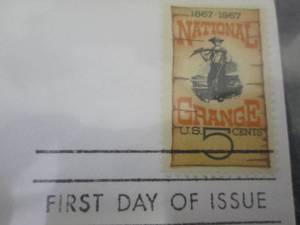 1867-1967
NATIONAL
GRANGE
U.S. 5 CENTS
FIRST DAY OF ISSUE